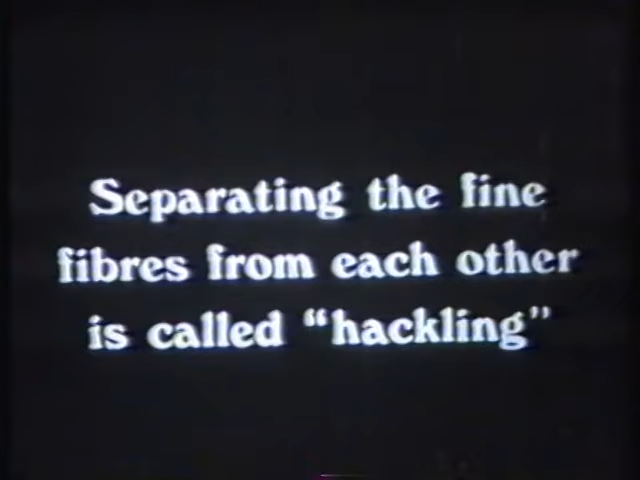 Separating the fine
fibres from each other
is called “hackling”